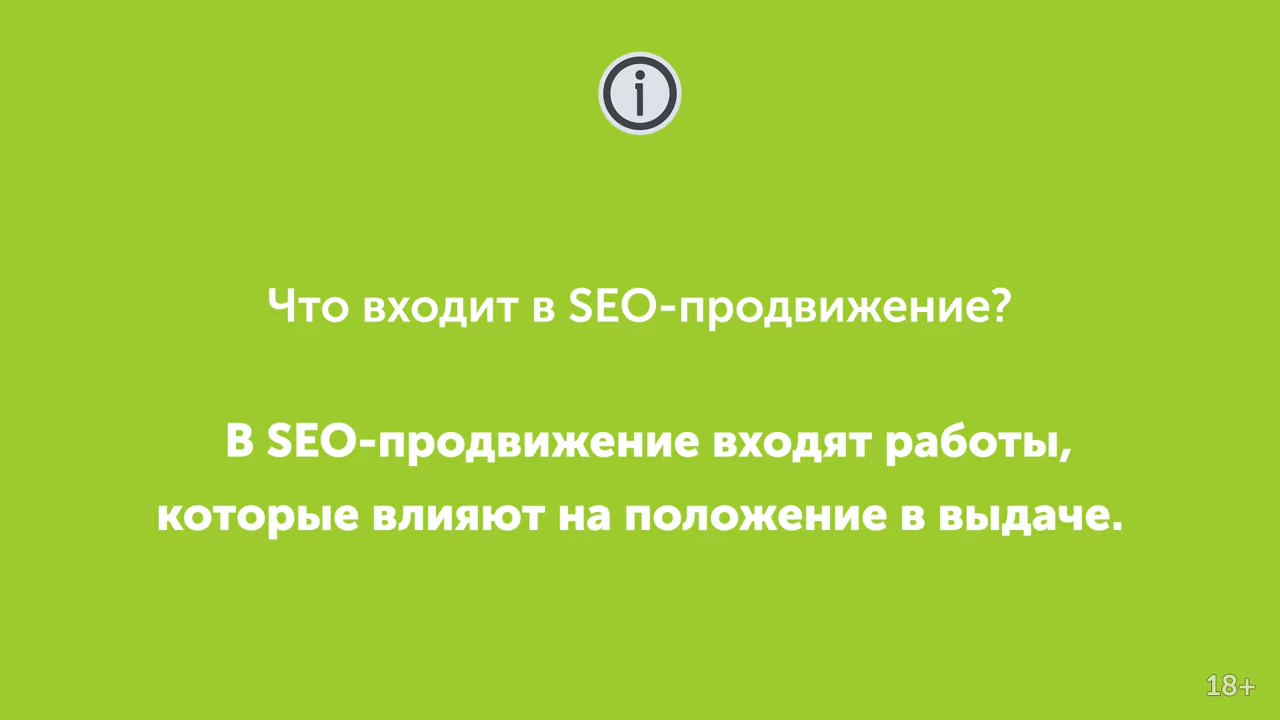 Что входит в SEO-продвижение?
В SEO-продвижение входят работы,
которые влияют на положение в выдаче.
18+